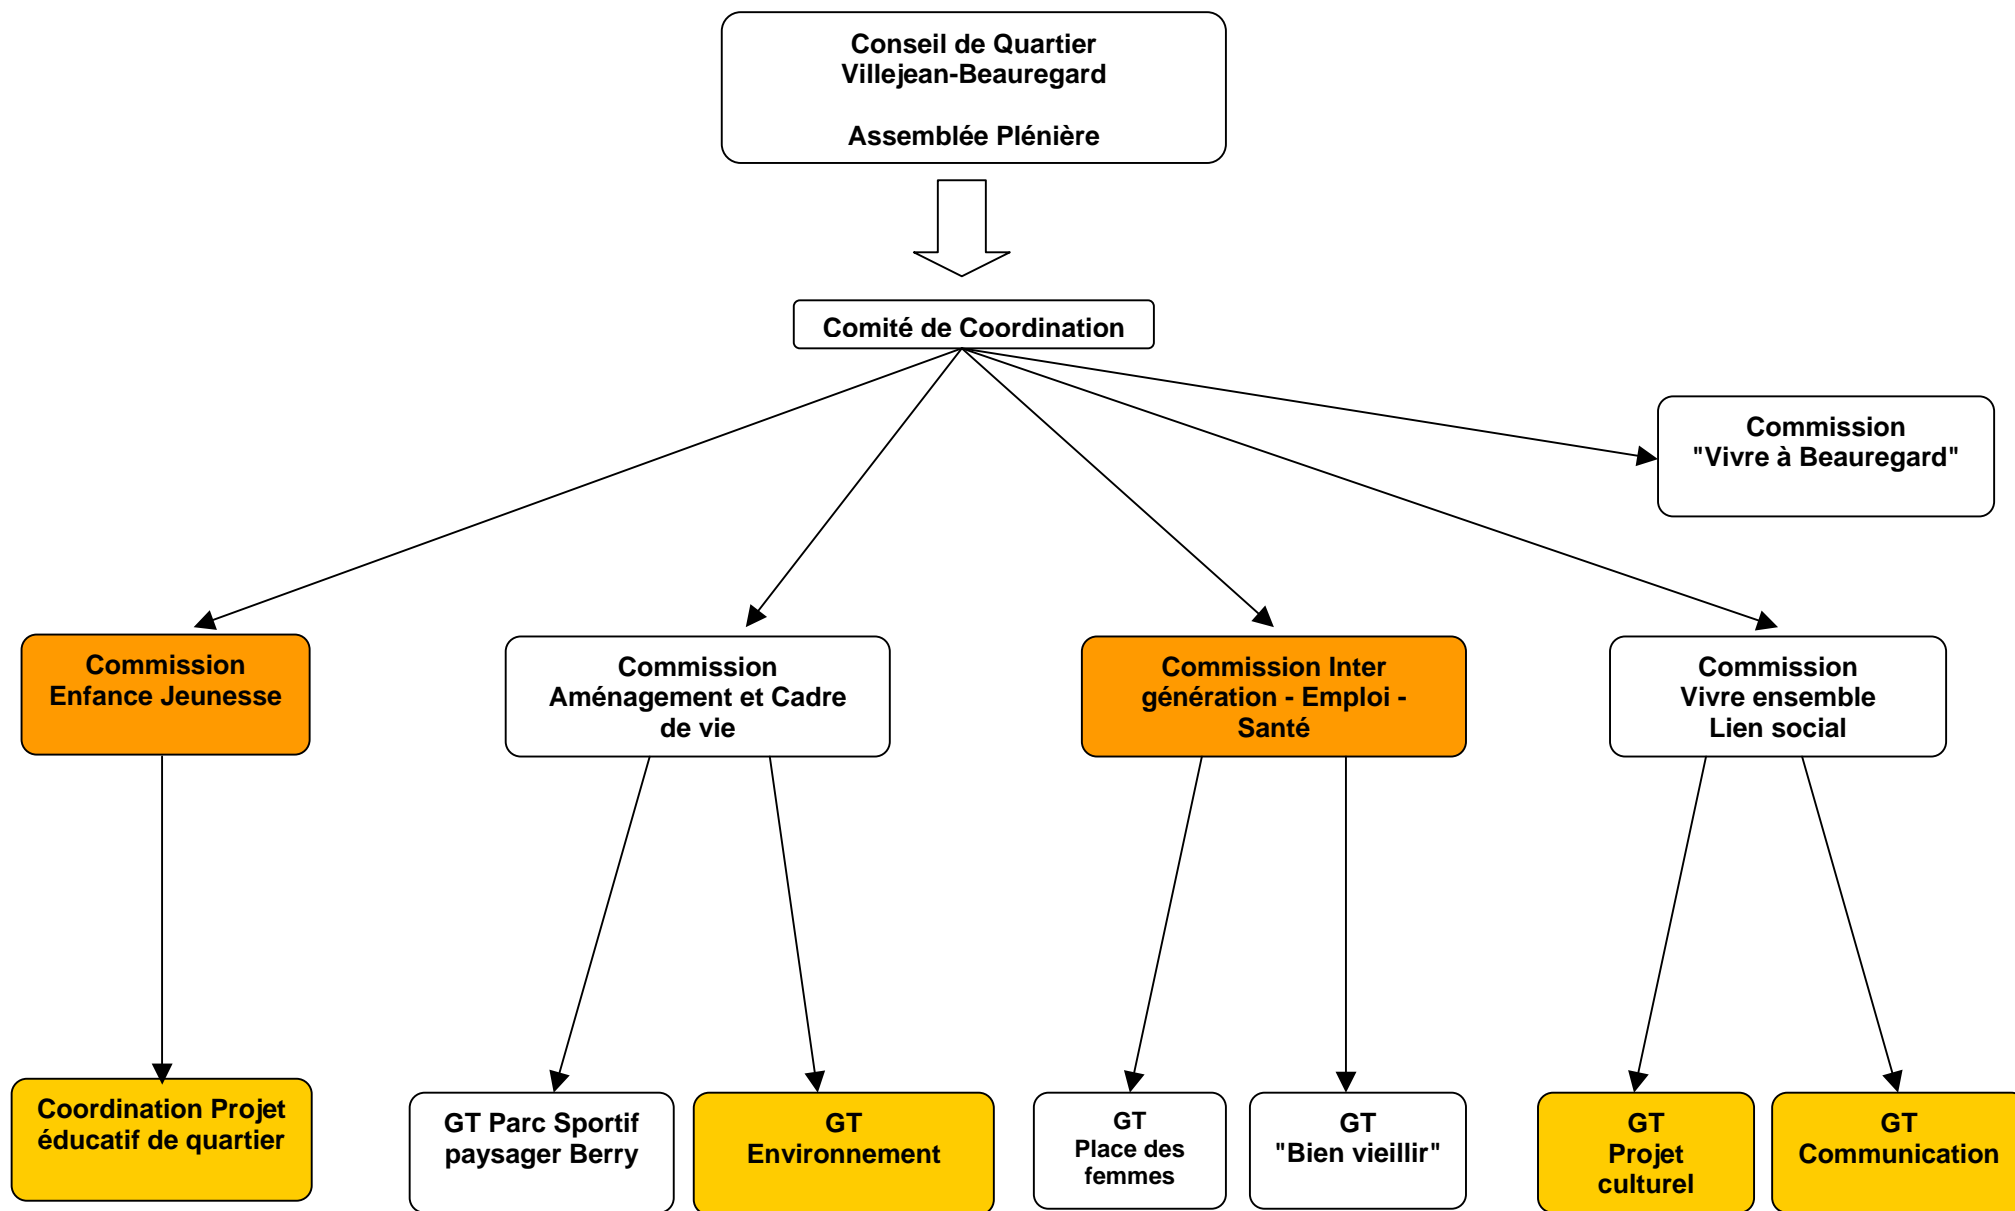 Conseil de Quartier
Villejean-Beauregard
Assemblée Plénière
Comité de Coordination
Commission
"Vivre à Beauregard"
Commission
Enfance Jeunesse
Commission
Aménagement et Cadre
de vie
Commission Inter
génération - Emploi -
Santé
Commission
Vivre ensemble
Lien social
Coordination Projet
éducatif de quartier
GT Parc Sportif
paysager Berry
GT
Environnement
GT
Place des
femmes
GT
"Bien vieillir"
GT
Projet
culturel
GT
Communication